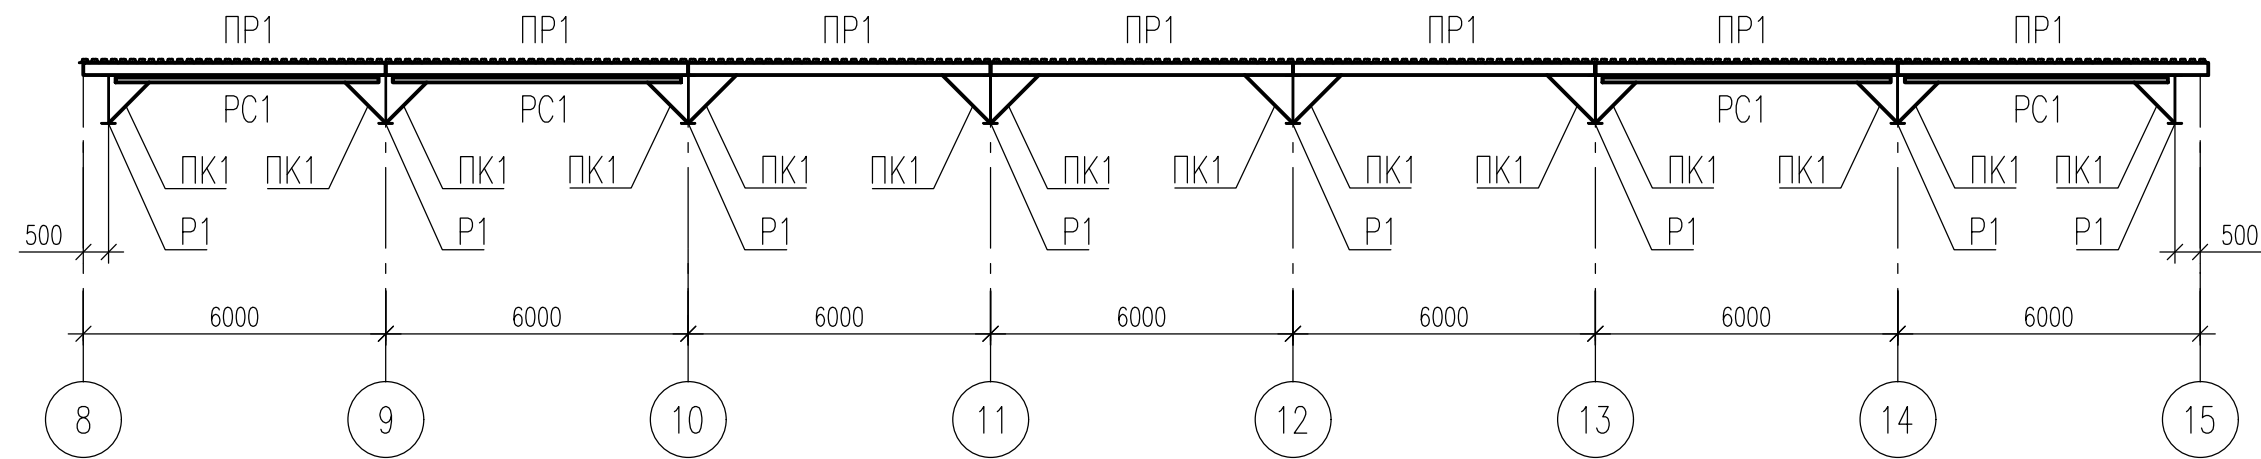 ПР1 ПР1 ПР1 ПР1 ПР1 ПР1 ПР1
РС1 РС1 РС1 РС1
ПК1 ПК1 ПК1 ПК1 ПК1 ПК1 ПК1 ПК1 ПК1 ПК1 ПК1 ПК1 ПК1 ПК1
500 Р1 Р1 Р1 Р1 Р1 Р1 Р1 Р1 500
6000 6000 6000 6000 6000 6000 6000
8 9 10 11 12 13 14 15